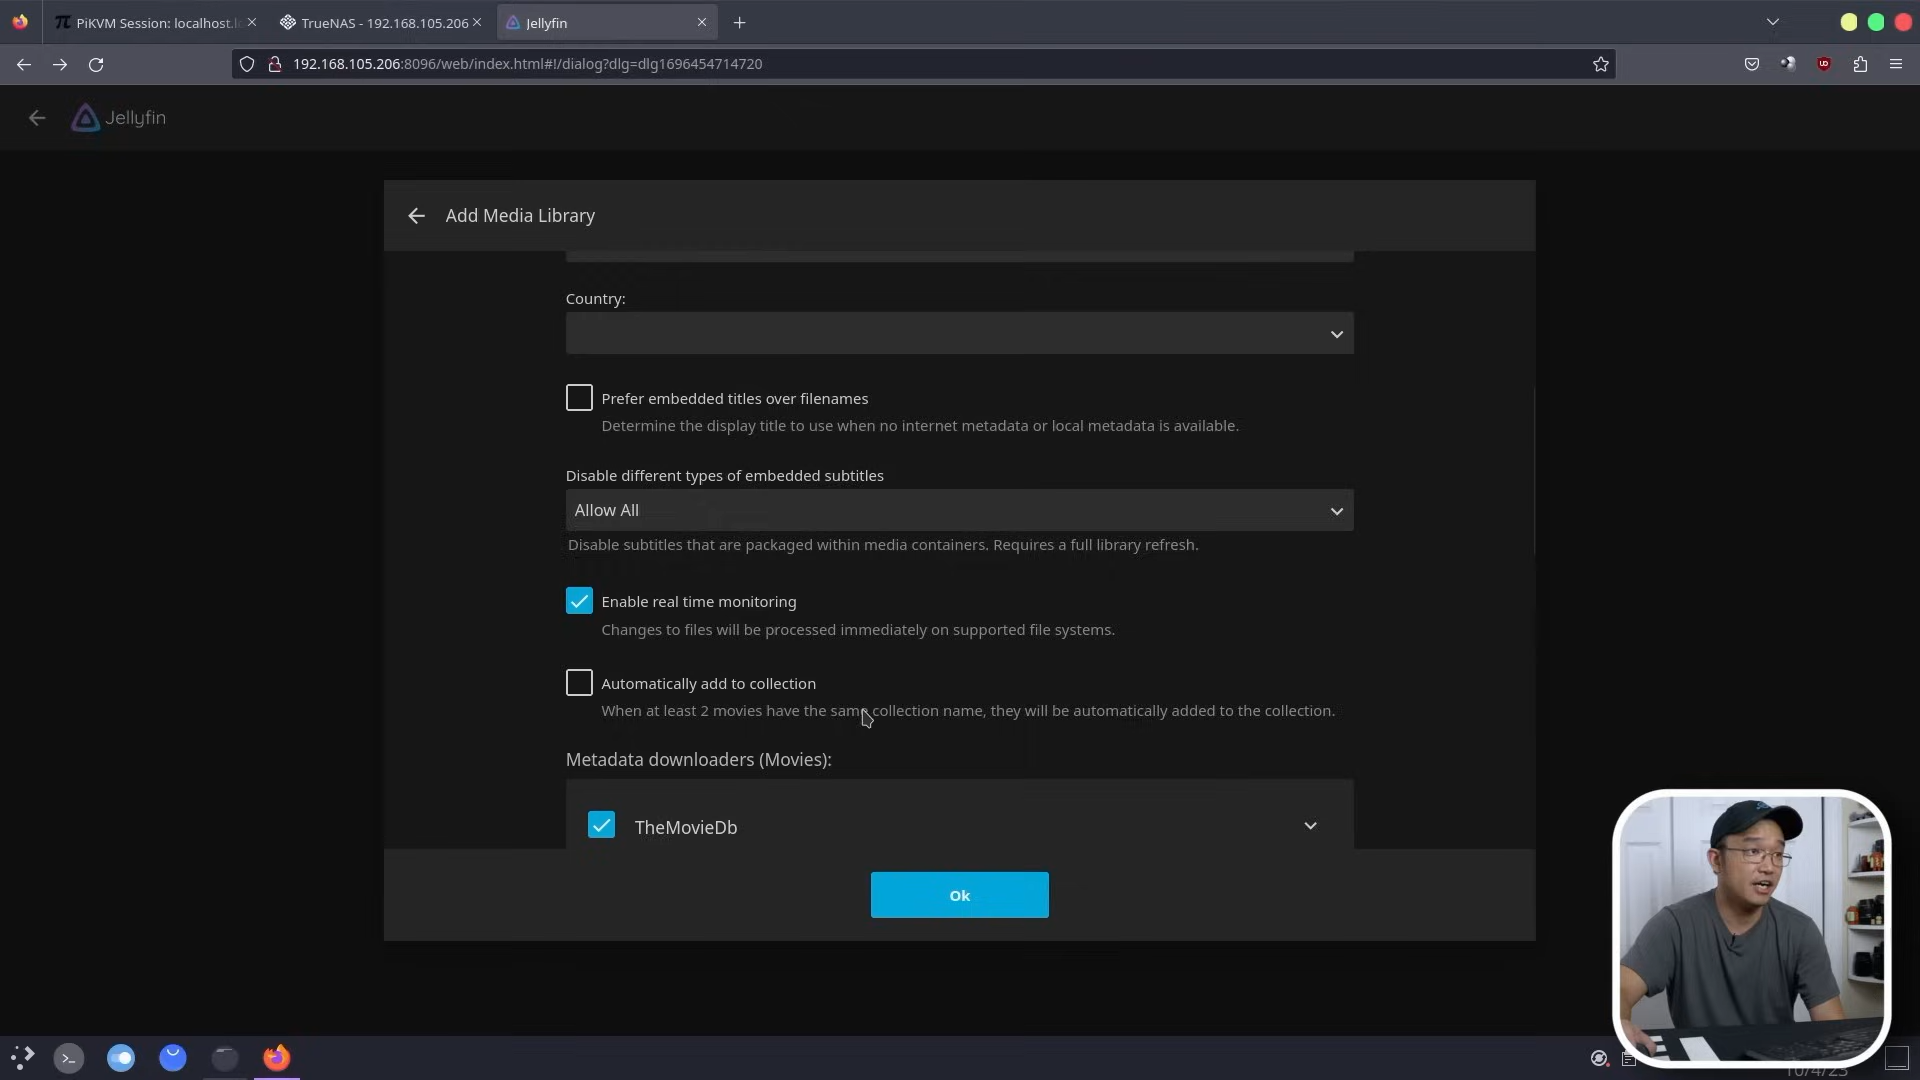 PiKVM Session: localhost.l
TrueNAS - 192.168.105.206
Jellyfin
192.168.105.206:8096/web/index.html#!/dialog?dlg=dlg1696454714720
Jellyfin
Add Media Library
Country:
Prefer embedded titles over filenames
Determine the display title to use when no internet metadata or local metadata is available.
Disable different types of embedded subtitles
Allow All
Disable subtitles that are packaged within media containers. Requires a full library refresh.
Enable real time monitoring
Changes to files will be processed immediately on supported file systems.
Automatically add to collection
When at least 2 movies have the same collection name, they will be automatically added to the collection.
Metadata downloaders (Movies):
TheMovieDb
Ok
10/4/23